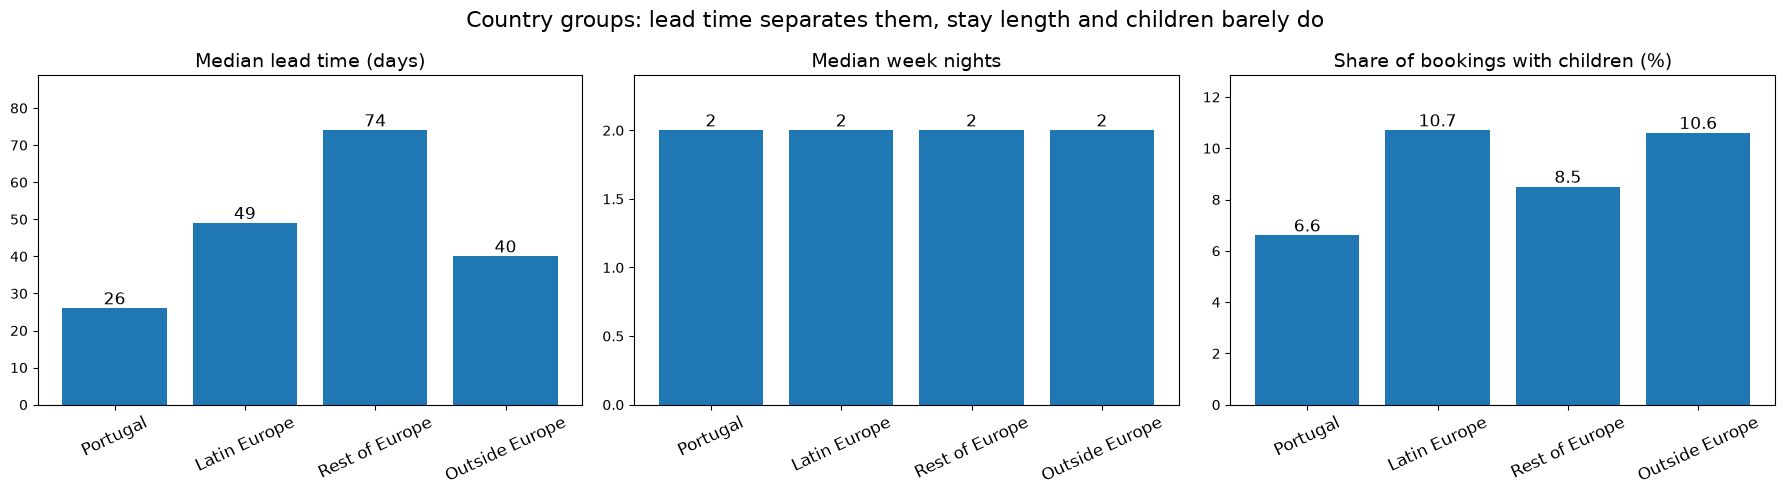 Country groups: lead time separates them, stay length and children barely do
Median lead time (days)
80
70
60
50
40
30
20
10
0
26
49
74
40
Portugal
Latin Europe
Rest of Europe
Outside Europe
Median week nights
2.0
1.5
1.0
0.5
0.0
2
2
2
2
Portugal
Latin Europe
Rest of Europe
Outside Europe
Share of bookings with children (%)
12
10
8
6
4
2
0
6.6
10.7
8.5
10.6
Portugal
Latin Europe
Rest of Europe
Outside Europe